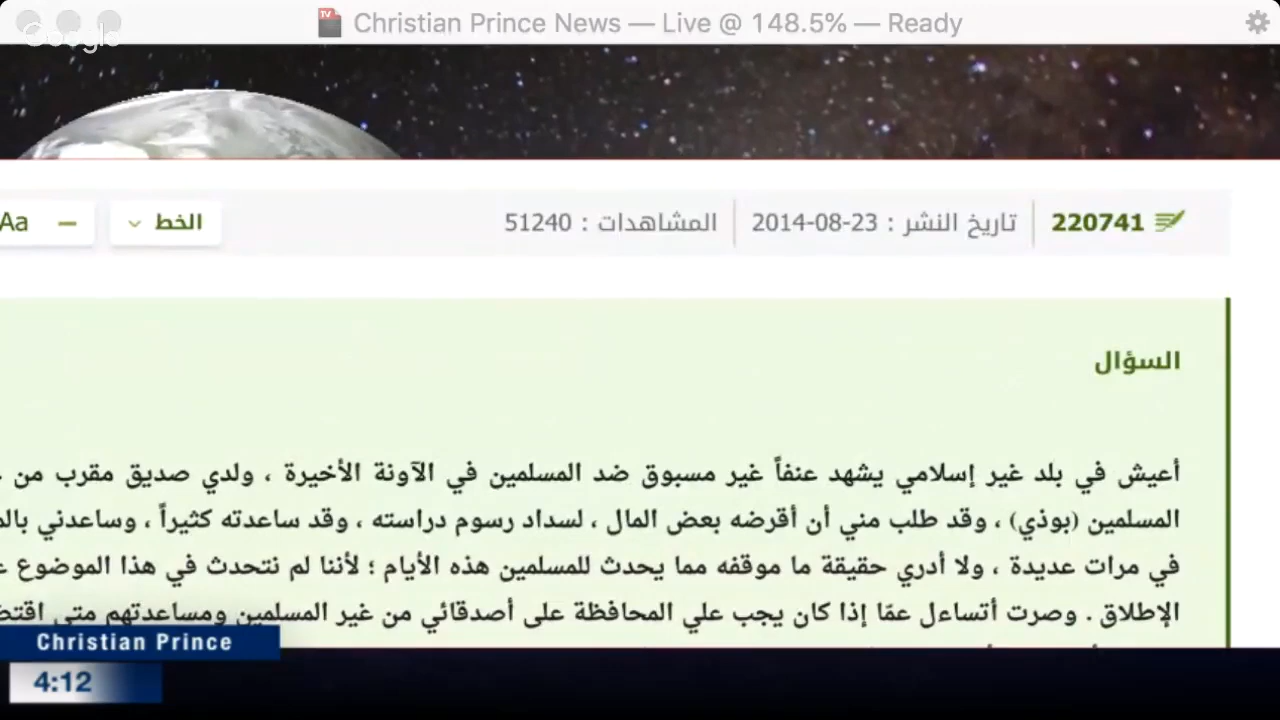 Google
TV
Christian Prince News — Live @ 148.5% — Ready
220741
تاريخ النشر : 23-08-2014
المشاهدات : 51240
الخط
Aa
السؤال
أعيش في بلد غير إسلامي يشهد عنفاً غير مسبوق ضد المسلمين في الآونة الأخيرة ، ولدي صديق مقرب من
المسلمين (بوذي) ، وقد طلب مني أن أقرضه بعض المال ، لسداد رسوم دراسته ، وقد ساعدته كثيراً ، وساعدني
في مرات عديدة ، ولا أدري حقيقة ما موقفه مما يحدث للمسلمين هذه الأيام ؛ لأننا لم نتحدث في هذا الموضوع
الإطلاق . وصرت أتساءل عمّا إذا كان يجب علي المحافظة على أصدقائي من غير المسلمين ومساعدتهم متى
Christian Prince
4:12